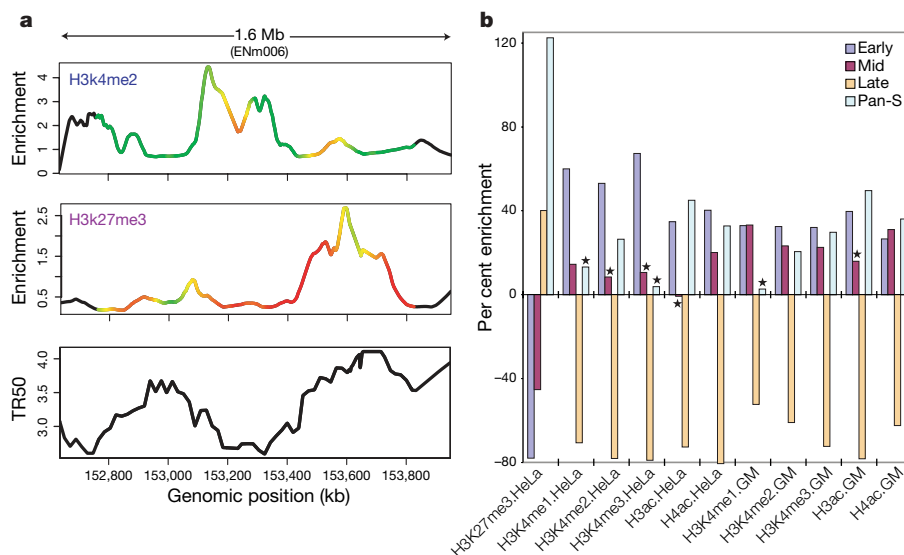 a
1.6 Mb
(ENm006)
H3k4me2
Enrichment
4
3
2
1
0
H3k27me3
Enrichment
2.5
1.5
0.5
TR50
4.0
3.5
3.0
152,800 153,000 153,200 153,400 153,600 153,800
Genomic position (kb)
b
Early
Mid
Late
Pan-S
Per cent enrichment
120
80
40
0
−40
−80
H3K27me3.HeLa
H3K4me1.HeLa
H3K4me2.HeLa
H3K4me3.HeLa
H3ac.HeLa
H4ac.HeLa
H3K4me1.GM
H3K4me2.GM
H3K4me3.GM
H3ac.GM
H4ac.GM